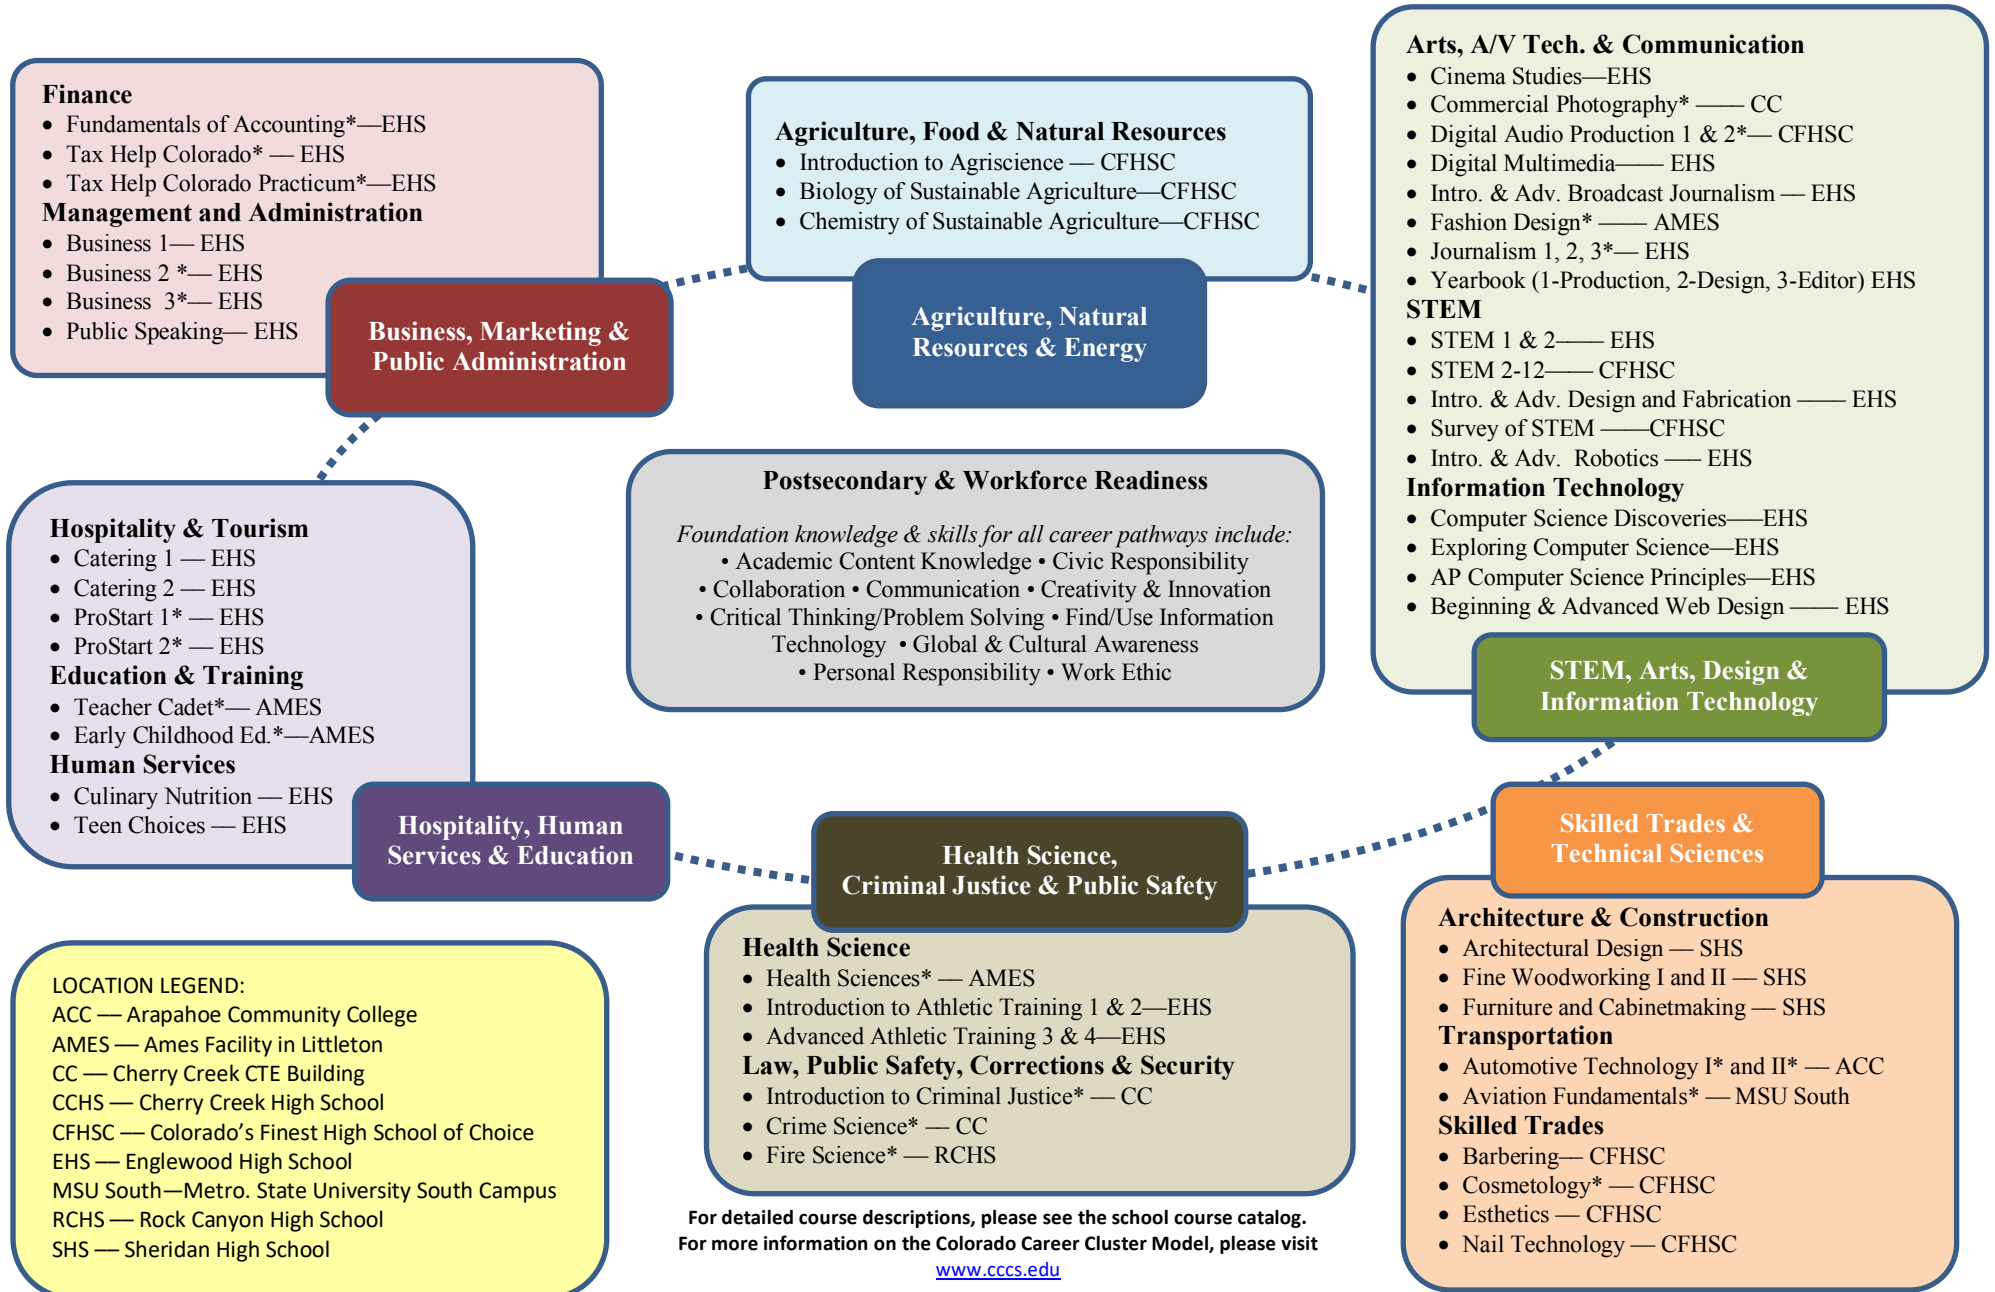 Finance
• Fundamentals of Accounting*—EHS
• Tax Help Colorado* — EHS
• Tax Help Colorado Practicum*—EHS
Management and Administration
• Business 1— EHS
• Business 2 *— EHS
• Business 3*— EHS
• Public Speaking— EHS
Business, Marketing &
Public Administration
Agriculture, Food & Natural Resources
• Introduction to Agriscience — CFHSC
• Biology of Sustainable Agriculture—CFHSC
• Chemistry of Sustainable Agriculture—CFHSC
Agriculture, Natural
Resources & Energy
Arts, A/V Tech. & Communication
• Cinema Studies—EHS
• Commercial Photography* —— CC
• Digital Audio Production 1 & 2*— CFHSC
• Digital Multimedia—— EHS
• Intro. & Adv. Broadcast Journalism — EHS
• Fashion Design* —— AMES
• Journalism 1, 2, 3*— EHS
• Yearbook (1-Production, 2-Design, 3-Editor) EHS
STEM
• STEM 1 & 2—— EHS
• STEM 2-12—— CFHSC
• Intro. & Adv. Design and Fabrication —— EHS
• Survey of STEM ——CFHSC
• Intro. & Adv. Robotics —– EHS
Information Technology
• Computer Science Discoveries—–EHS
• Exploring Computer Science—EHS
• AP Computer Science Principles—EHS
• Beginning & Advanced Web Design —— EHS
STEM, Arts, Design &
Information Technology
Postsecondary & Workforce Readiness
Foundation knowledge & skills for all career pathways include:
• Academic Content Knowledge • Civic Responsibility
• Collaboration • Communication • Creativity & Innovation
• Critical Thinking/Problem Solving • Find/Use Information
Technology • Global & Cultural Awareness
• Personal Responsibility • Work Ethic
Hospitality & Tourism
• Catering 1 — EHS
• Catering 2 — EHS
• ProStart 1* — EHS
• ProStart 2* — EHS
Education & Training
• Teacher Cadet*— AMES
• Early Childhood Ed.*—AMES
Human Services
• Culinary Nutrition — EHS
• Teen Choices — EHS
Hospitality, Human
Services & Education
Health Science,
Criminal Justice & Public Safety
Health Science
• Health Sciences* — AMES
• Introduction to Athletic Training 1 & 2—EHS
• Advanced Athletic Training 3 & 4—EHS
Law, Public Safety, Corrections & Security
• Introduction to Criminal Justice* — CC
• Crime Science* — CC
• Fire Science* — RCHS
Skilled Trades &
Technical Sciences
Architecture & Construction
• Architectural Design — SHS
• Fine Woodworking I and II — SHS
• Furniture and Cabinetmaking — SHS
Transportation
• Automotive Technology I* and II* — ACC
• Aviation Fundamentals* — MSU South
Skilled Trades
• Barbering— CFHSC
• Cosmetology* — CFHSC
• Esthetics — CFHSC
• Nail Technology — CFHSC
LOCATION LEGEND:
ACC — Arapahoe Community College
AMES — Ames Facility in Littleton
CC — Cherry Creek CTE Building
CCHS — Cherry Creek High School
CFHSC — Colorado’s Finest High School of Choice
EHS — Englewood High School
MSU South—Metro. State University South Campus
RCHS — Rock Canyon High School
SHS — Sheridan High School
For detailed course descriptions, please see the school course catalog.
For more information on the Colorado Career Cluster Model, please visit
www.cccs.edu